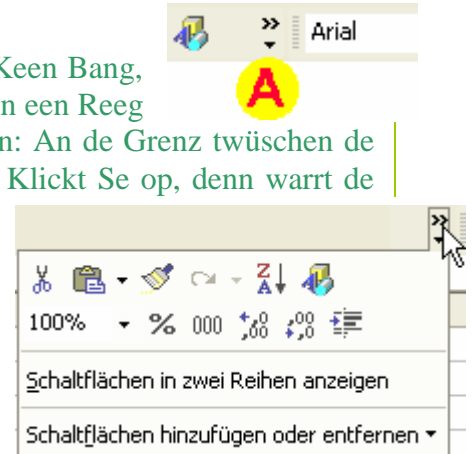 Arial
Keen Bang,
A
een Reeg
An de Grenz twüschen de
Klickt Se op, denn warrt de
100% % 000
Schaltflächen in zwei Reihen anzeigen
Schaltflächen hinzufügen oder entfernen